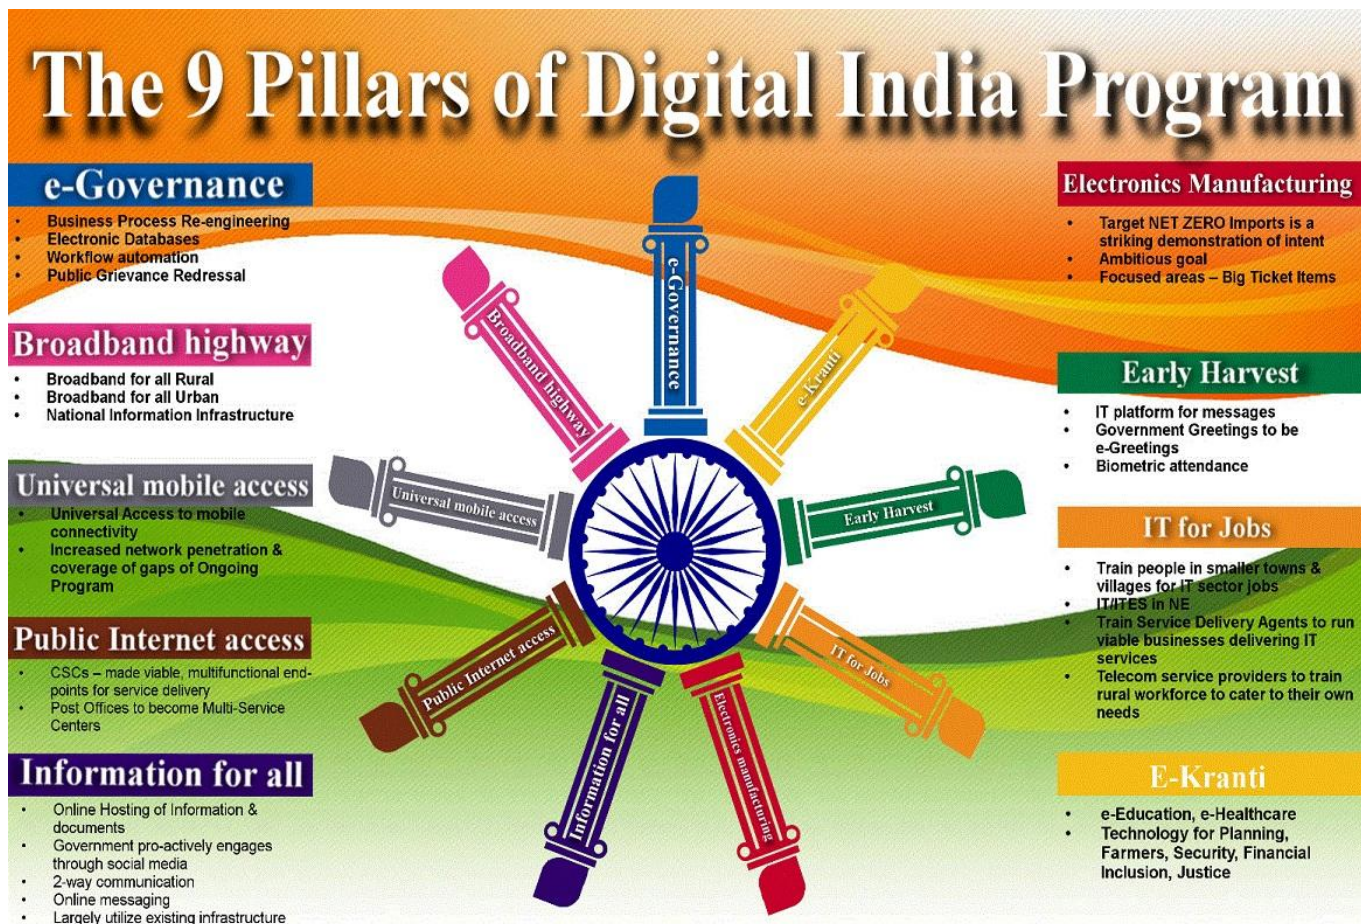 The 9 Pillars of Digital India Program
e-Governance
• Business Process Re-engineering
• Electronic Databases
• Workflow automation
• Public Grievance Redressal
Broadband highway
• Broadband for all Rural
• Broadband for all Urban
• National Information Infrastructure
Universal mobile access
• Universal Access to mobile
connectivity
• Increased network penetration &
coverage of gaps of Ongoing
Program
Public Internet access
• CSCs – made viable, multifunctional end-
points for service delivery
• Post Offices to become Multi-Service
Centers
Information for all
• Online Hosting of Information &
documents
• Government pro-actively engages
through social media
• 2-way communication
• Online messaging
• Largely utilize existing infrastructure
e-Governance
e-Kranti
Early Harvest
IT for Jobs
Electronics manufacturing
Information for all
Public Internet access
Universal mobile access
Broadband highway
Electronics Manufacturing
• Target NET ZERO Imports is a
striking demonstration of intent
• Ambitious goal
• Focused areas – Big Ticket Items
Early Harvest
• IT platform for messages
• Government Greetings to be
e-Greetings
• Biometric attendance
IT for Jobs
• Train people in smaller towns &
villages for IT sector jobs
• IT/ITES in NE
• Train Service Delivery Agents to run
viable businesses delivering IT
services
• Telecom service providers to train
rural workforce to cater to their own
needs
E-Kranti
• e-Education, e-Healthcare
• Technology for Planning,
Farmers, Security, Financial
Inclusion, Justice